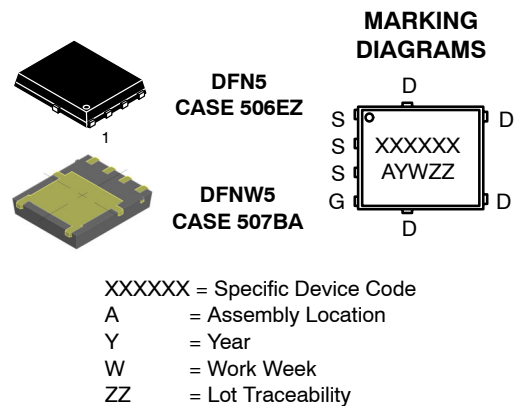 MARKING
DIAGRAMS
DFN5
CASE 506EZ
1
DFNW5
CASE 507BA
D
S
D
S
XXXXXX
S
AYWZZ
G
D
D
XXXXXX = Specific Device Code
A = Assembly Location
Y = Year
W = Work Week
ZZ = Lot Traceability